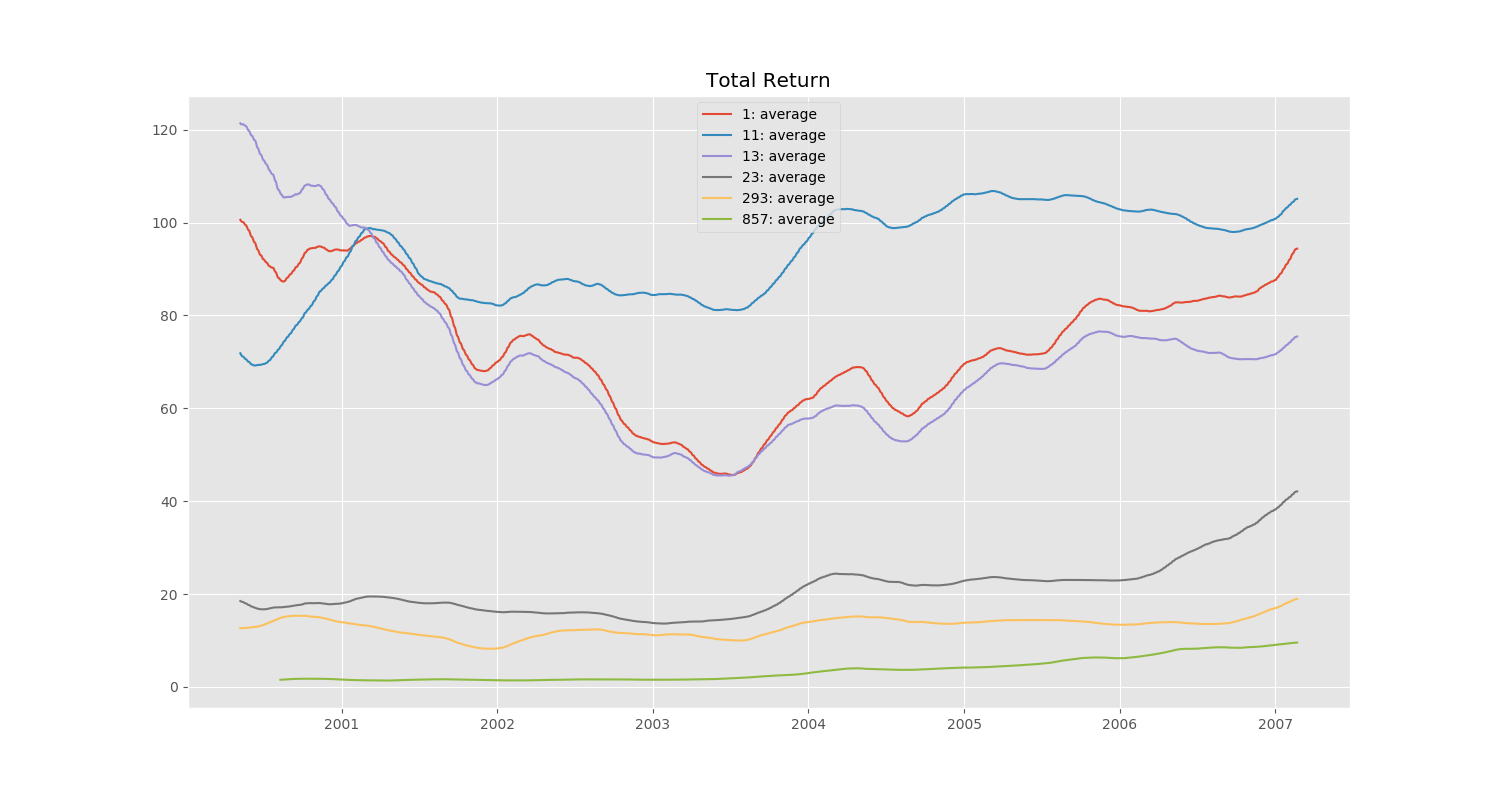 Total Return
1: average
11: average
13: average
23: average
293: average
857: average
120
100
80
60
40
20
0
2001
2002
2003
2004
2005
2006
2007